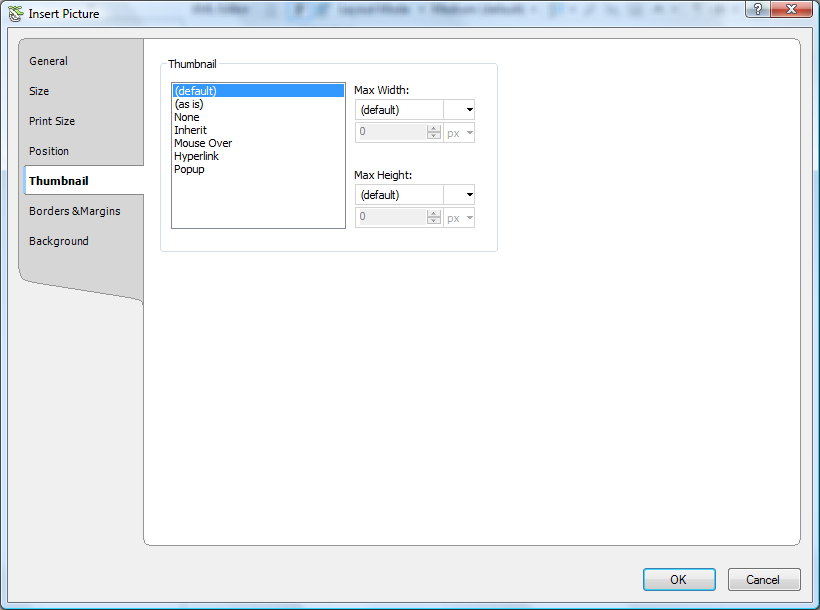 Insert Picture
?
General
Size
Print Size
Position
Thumbnail
Borders &Margins
Background
Thumbnail
(default)
(as is)
None
Inherit
Mouse Over
Hyperlink
Popup
Max Width:
(default)
0 px
Max Height:
(default)
0 px
OK Cancel